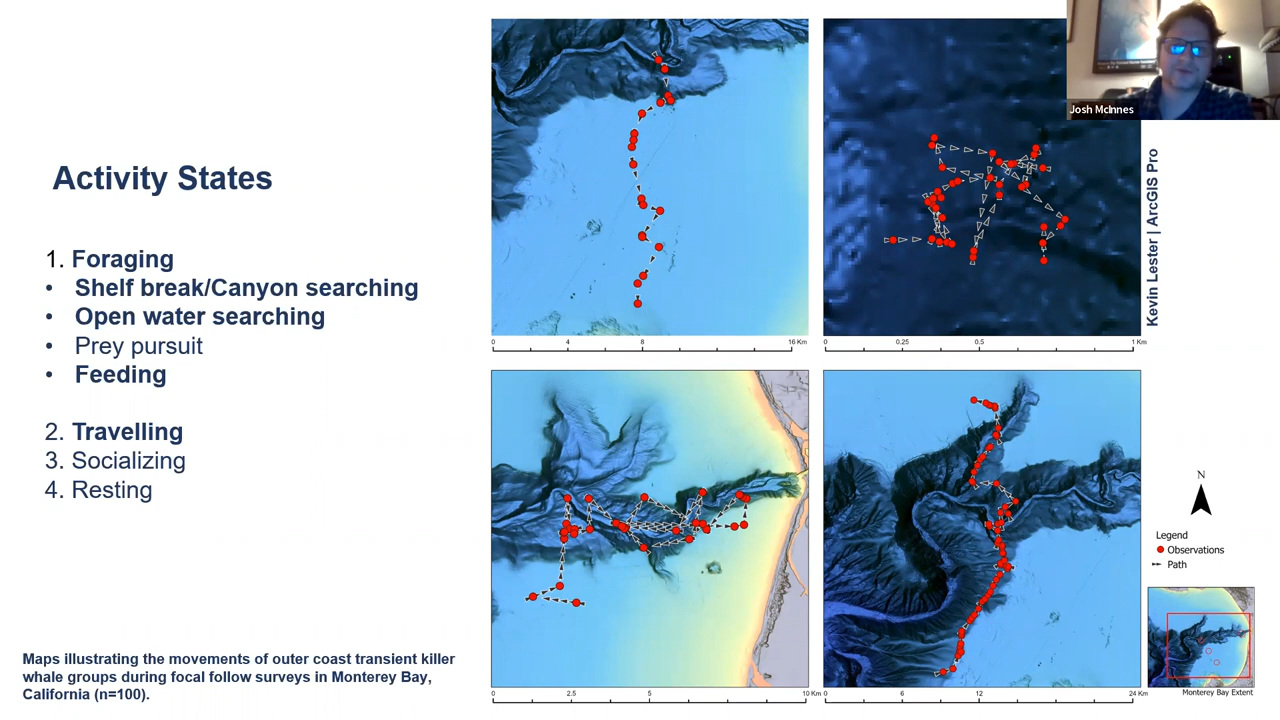 Activity States
1. Foraging
• Shelf break/Canyon searching
• Open water searching
• Prey pursuit
• Feeding
2. Travelling
3. Socializing
4. Resting
Maps illustrating the movements of outer coast transient killer
whale groups during focal follow surveys in Monterey Bay,
California (n=100).
0 4 8 16 Km
0 0.25 0.5 1 Km
0 2.5 5 10 Km
0 6 12 24 Km
Josh McInnes
Kevin Lester | ArcGIS Pro
N
Legend
Observations
Path
Monterey Bay Extent